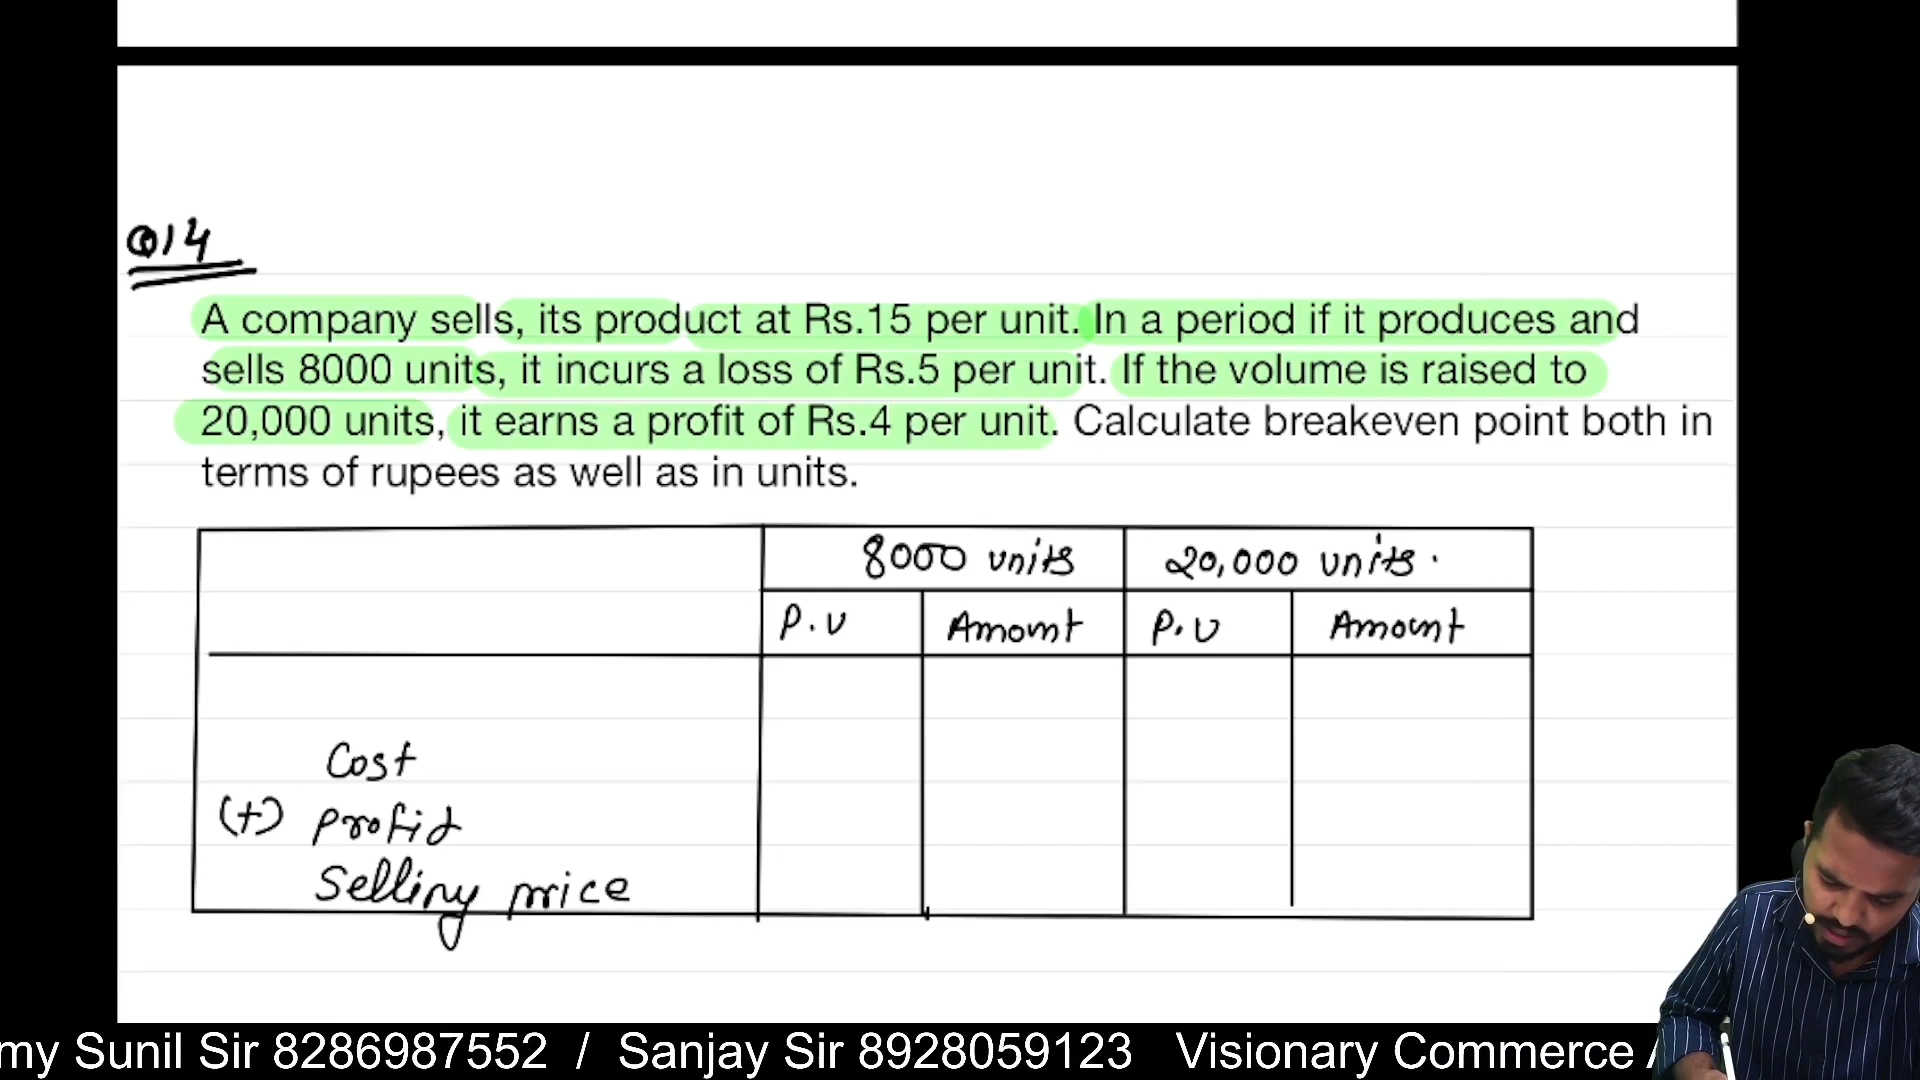 Q14
A company sells, its product at Rs.15 per unit. In a period if it produces and
sells 8000 units, it incurs a loss of Rs.5 per unit. If the volume is raised to
20,000 units, it earns a profit of Rs.4 per unit. Calculate breakeven point both in
terms of rupees as well as in units.
8000 units 20,000 units.
P.U Amount P.U Amount
Cost
(+) Profit
Selling price
my Sunil Sir 8286987552 / Sanjay Sir 8928059123 Visionary Commerce A